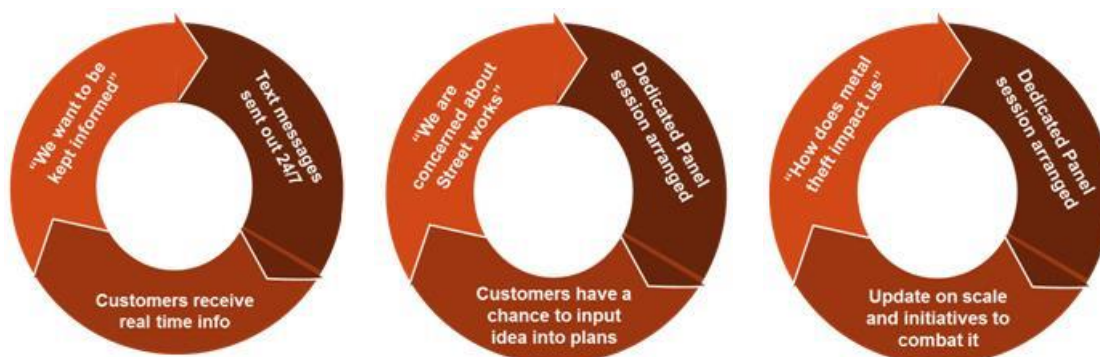 “We want to be
kept informed”
Text messages
sent out 24/7
Customers receive
real time info
“We are
concerned about
Street works”
Dedicated Panel
session arranged
Customers have a
chance to input
idea into plans
“How does metal
theft impact us”
Dedicated Panel
session arranged
Update on scale
and initiatives to
combat it